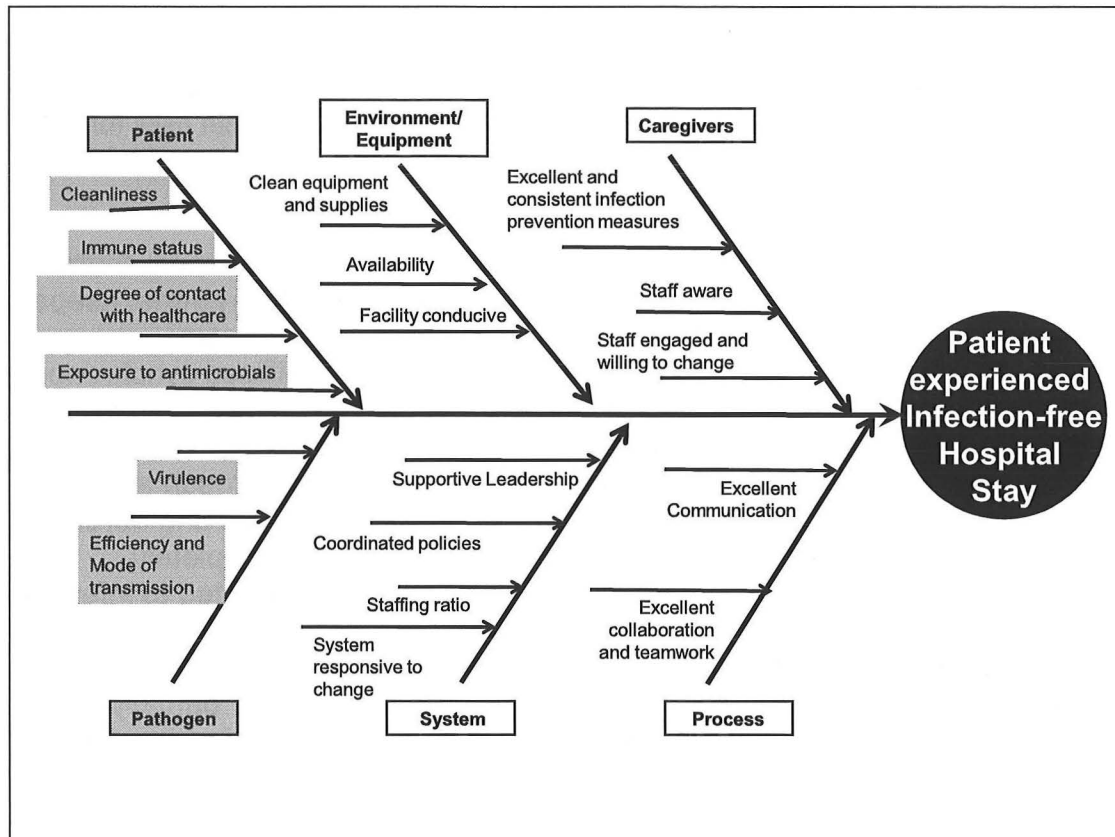 Patient
Environment/
Equipment
Caregivers
Cleanliness
Immune status
Degree of contact
with healthcare
Exposure to antimicrobials
Clean equipment
and supplies
Availability
Facility conducive
Excellent and
consistent infection
prevention measures
Staff aware
Staff engaged and
willing to change
Patient
experienced
Infection-free
Hospital
Stay
Virulence
Efficiency and
Mode of
transmission
Supportive Leadership
Coordinated policies
Staffing ratio
System
responsive to
change
Excellent
Communication
Excellent
collaboration
and teamwork
Pathogen
System
Process